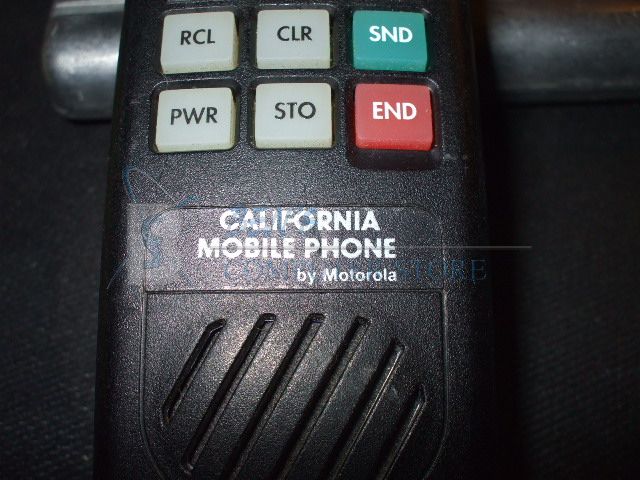 RCL CLR SND
PWR STO END
CALIFORNIA
MOBILE PHONE
by Motorola